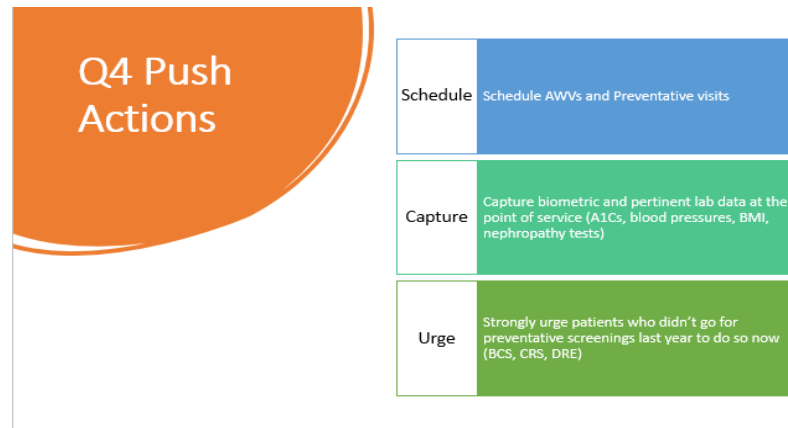 Q4 Push
Actions
Schedule
Schedule AWVs and Preventative visits
Capture
Capture biometric and pertinent lab data at the
point of service (A1Cs, blood pressures, BMI,
nephropathy tests)
Urge
Strongly urge patients who didn’t go for
preventative screenings last year to do so now
(BCS, CRS, DRE)